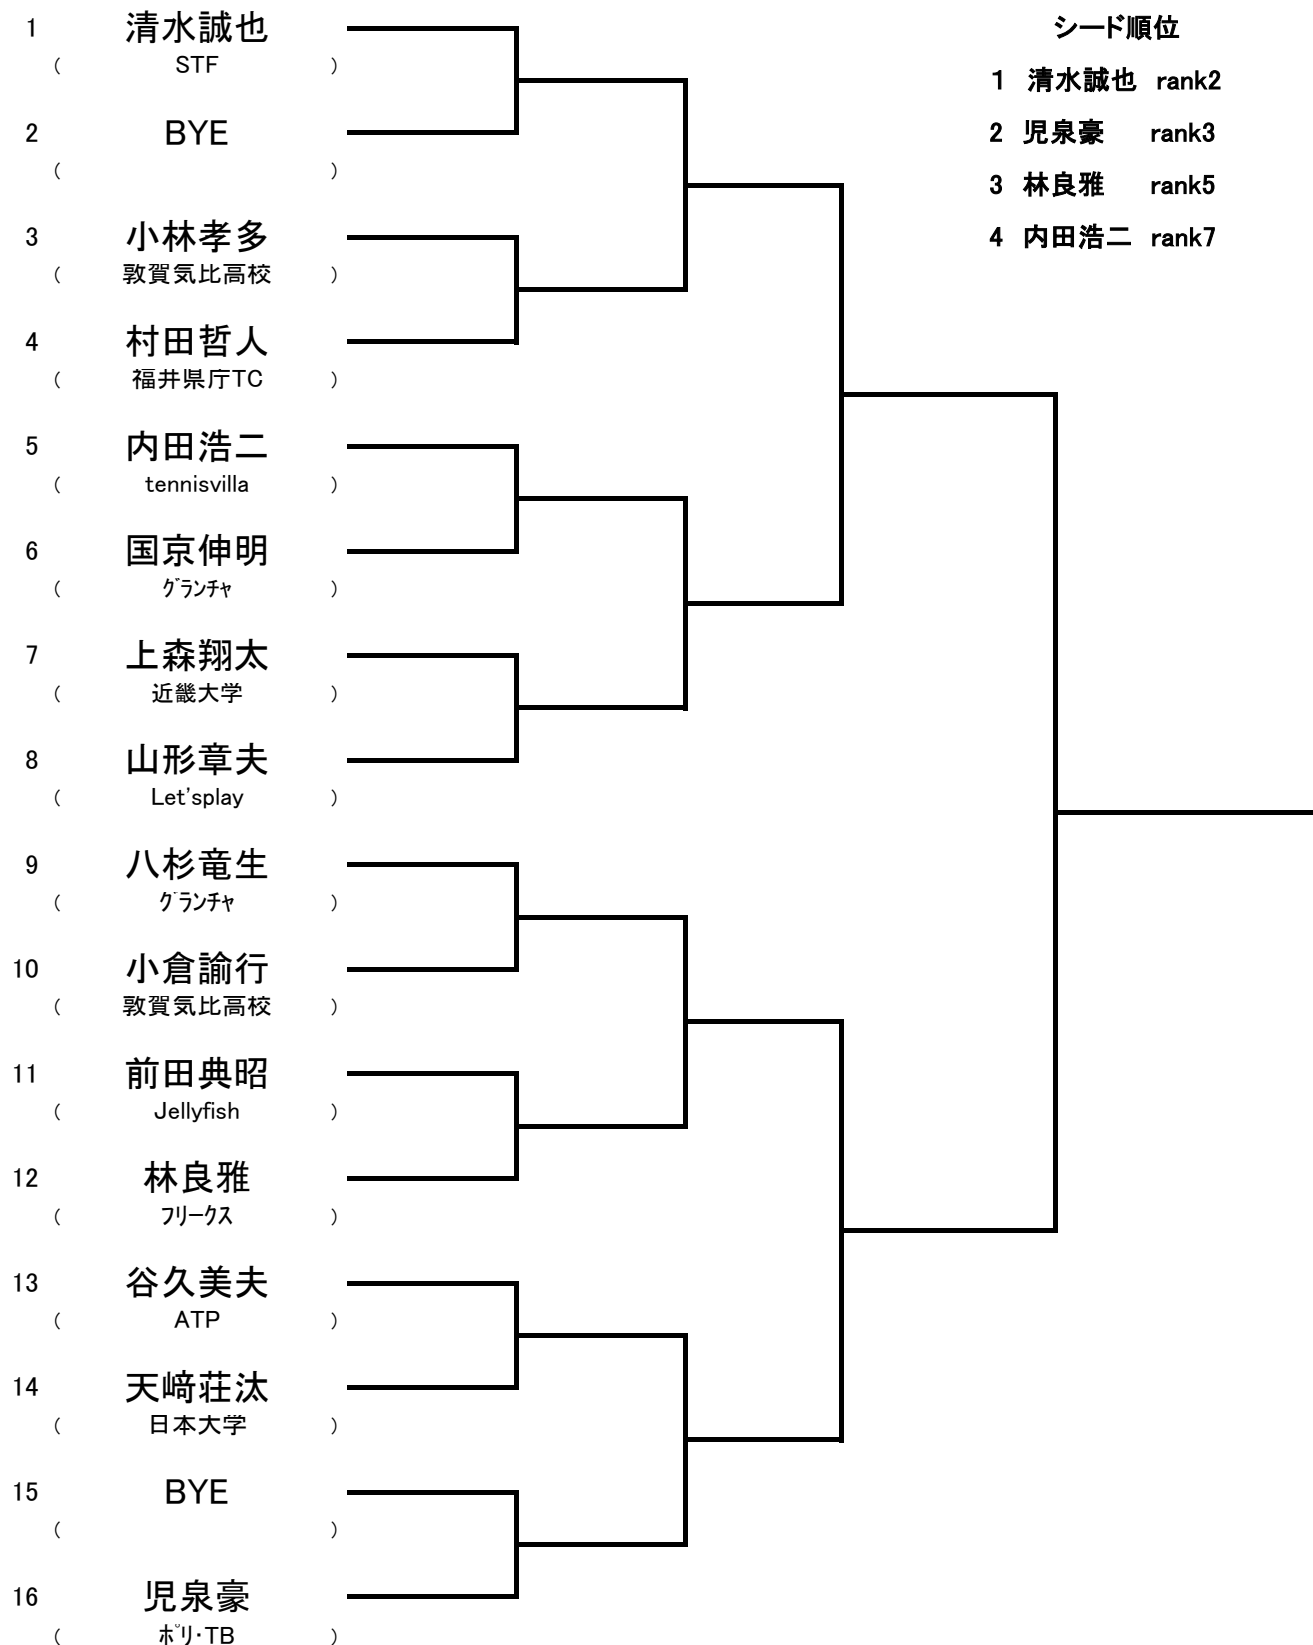 1 清水誠也
( STF )
2 BYE
( )
3 小林孝多
( 敦賀気比高校 )
4 村田哲人
( 福井県庁TC )
5 内田浩二
( tennisvilla )
6 国京伸明
( グランチャ )
7 上森翔太
( 近畿大学 )
8 山形章夫
( Let'splay )
9 八杉竜生
( グランチャ )
10 小倉諭行
( 敦賀気比高校 )
11 前田典昭
( Jellyfish )
12 林良雅
( フリークス )
13 谷久美夫
( ATP )
14 天﨑荘汰
( 日本大学 )
15 BYE
( )
16 児泉豪
( ポリ・TB )
シード順位
1 清水誠也 rank2
2 児泉豪 rank3
3 林良雅 rank5
4 内田浩二 rank7